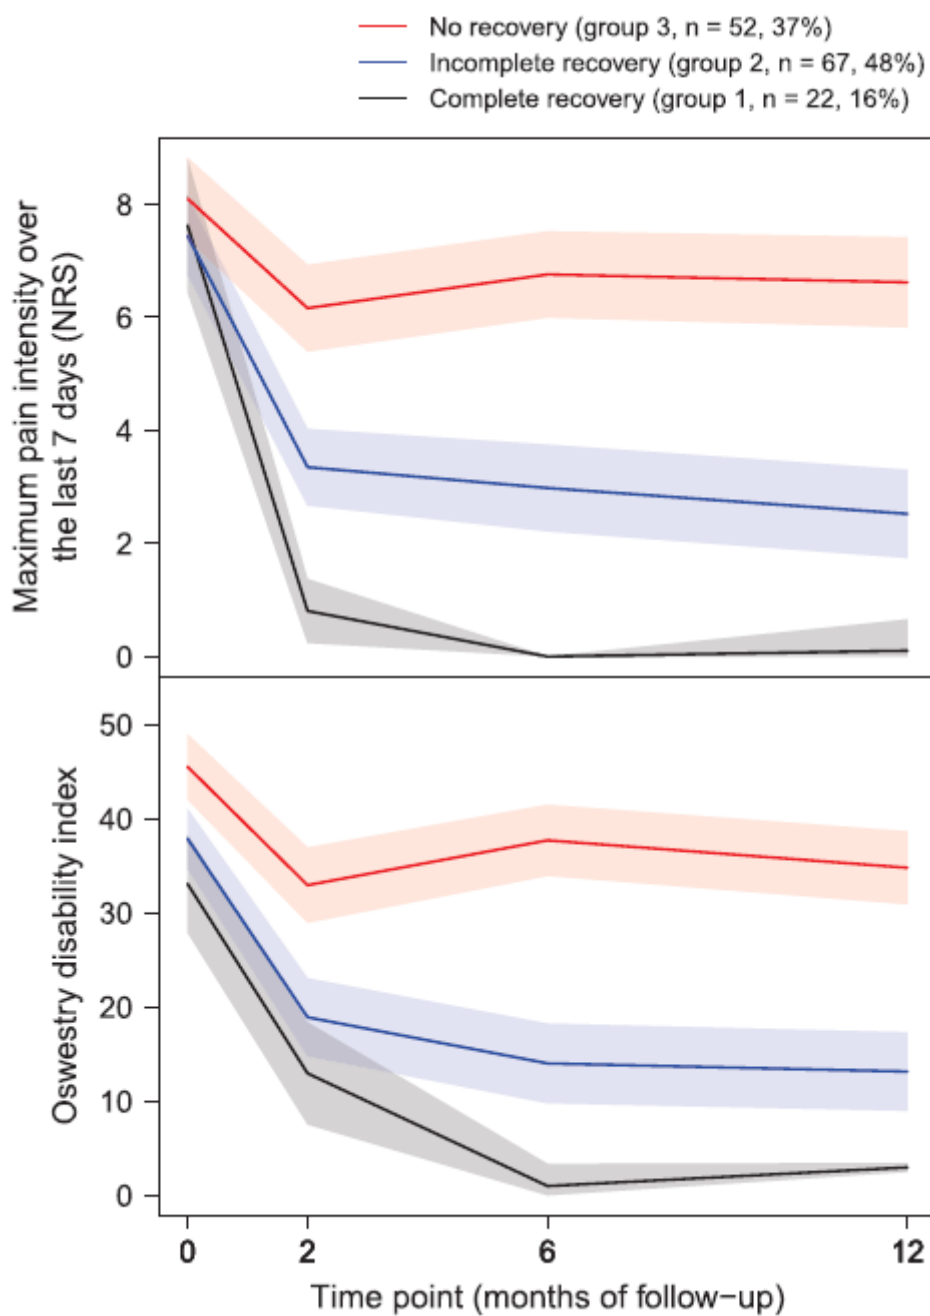 No recovery (group 3, n = 52, 37%)
Incomplete recovery (group 2, n = 67, 48%)
Complete recovery (group 1, n = 22, 16%)
Maximum pain intensity over
the last 7 days (NRS)
8
6
4
2
0
Oswestry disability index
50
40
30
20
10
0
0 2 6 12
Time point (months of follow−up)